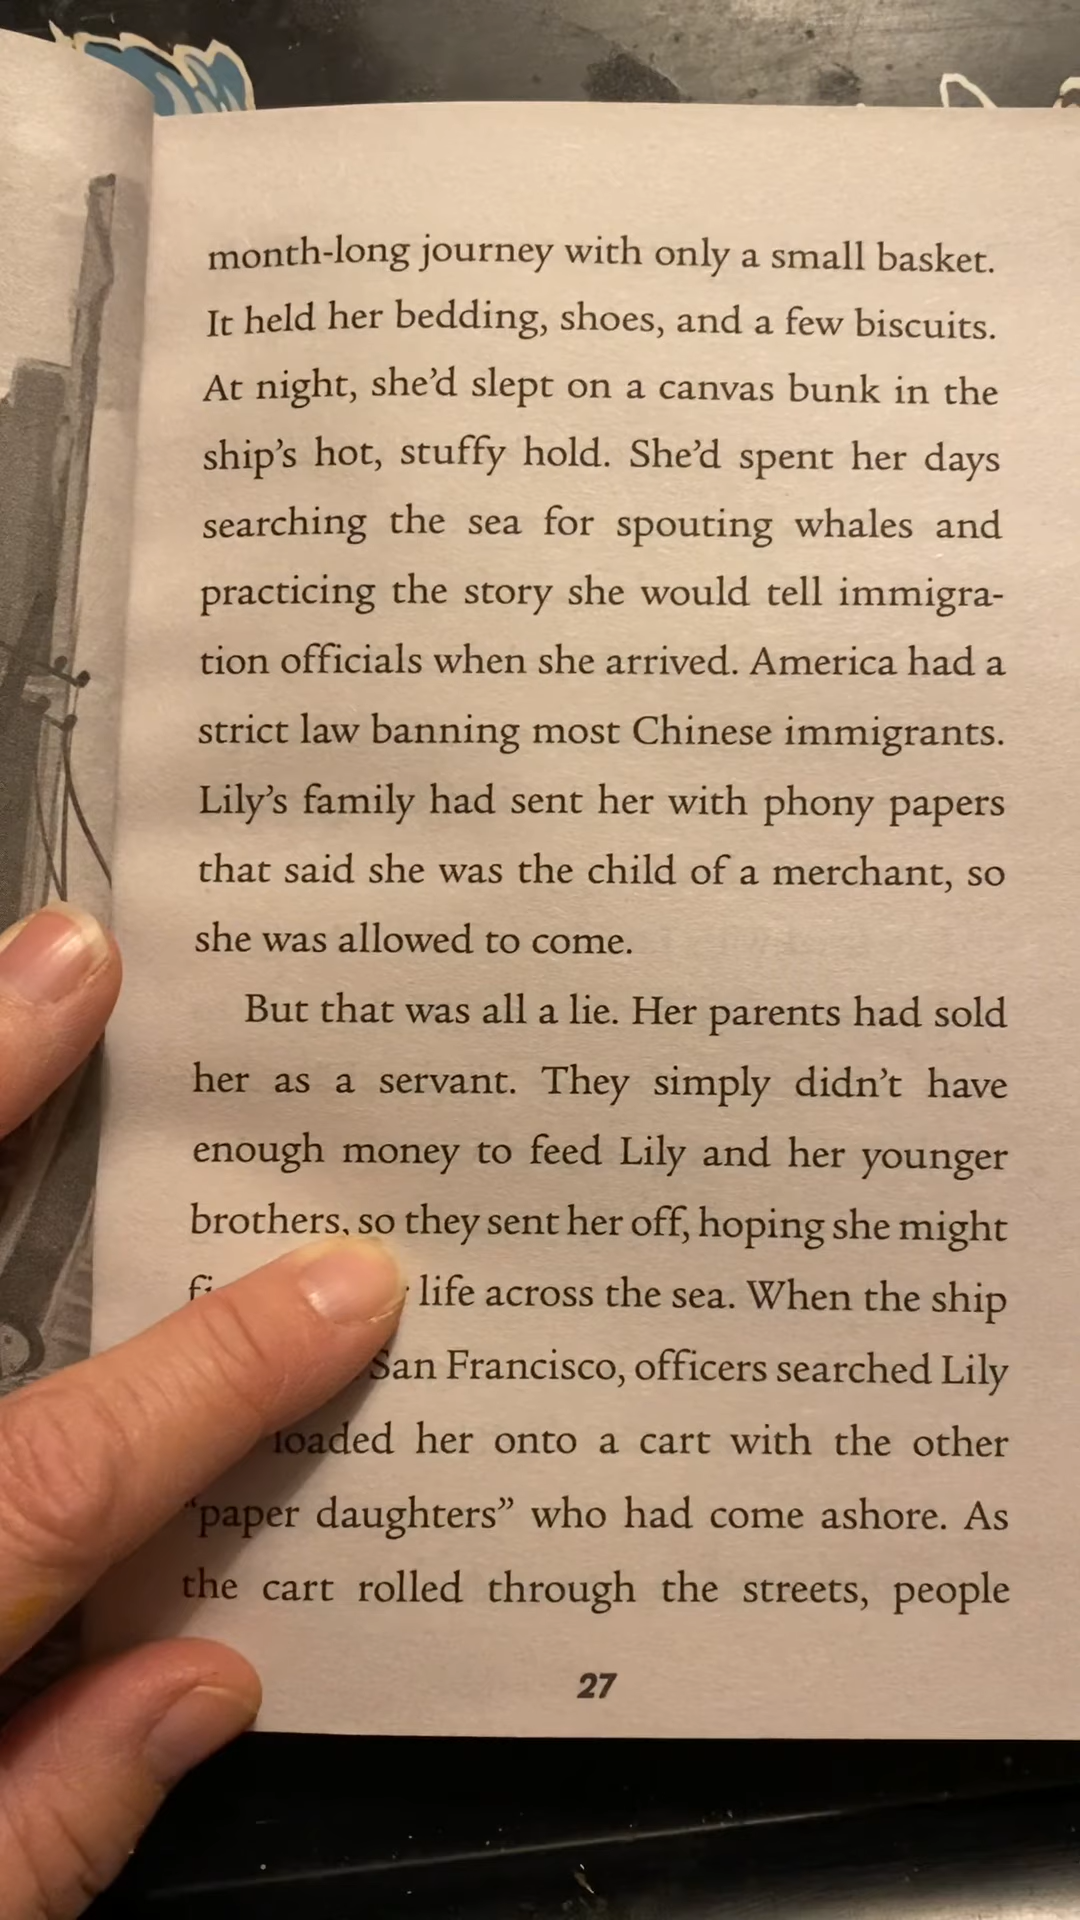 month-long journey with only a small basket.
It held her bedding, shoes, and a few biscuits.
At night, she’d slept on a canvas bunk in the
ship’s hot, stuffy hold. She’d spent her days
searching the sea for spouting whales and
practicing the story she would tell immigra-
tion officials when she arrived. America had a
strict law banning most Chinese immigrants.
Lily’s family had sent her with phony papers
that said she was the child of a merchant, so
she was allowed to come.
But that was all a lie. Her parents had sold
her as a servant. They simply didn’t have
enough money to feed Lily and her younger
brothers, so they sent her off, hoping she might
life across the sea. When the ship
San Francisco, officers searched Lily
loaded her onto a cart with the other
“paper daughters” who had come ashore. As
the cart rolled through the streets, people
27